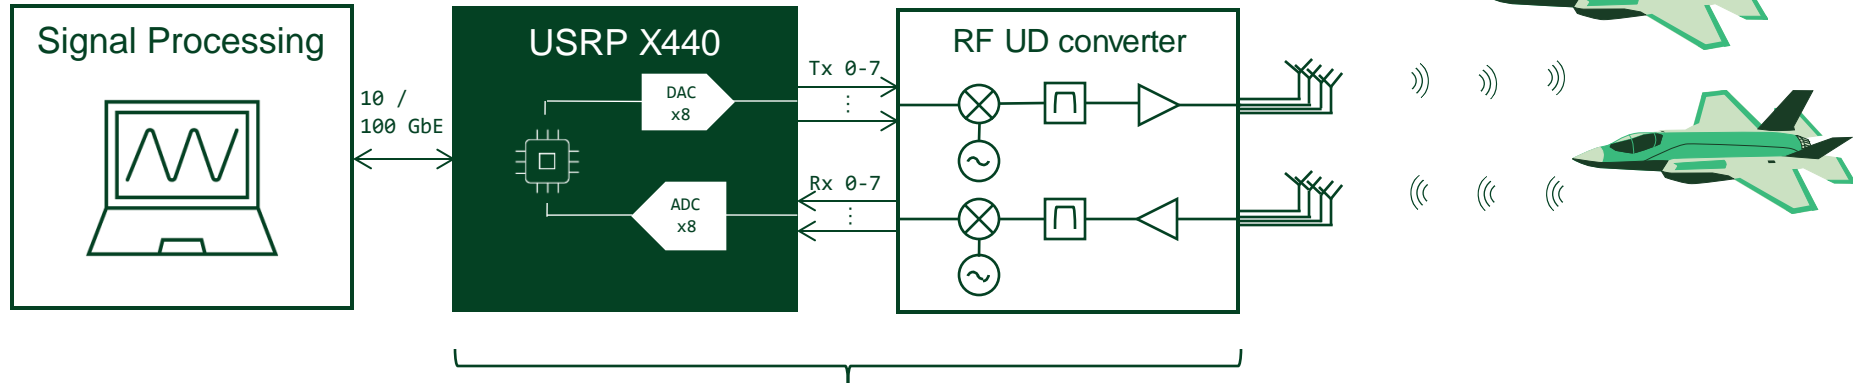 Signal Processing
10 /
100 GbE
USRP X440
DAC
x8
ADC
x8
Tx 0-7
Rx 0-7
RF UD converter